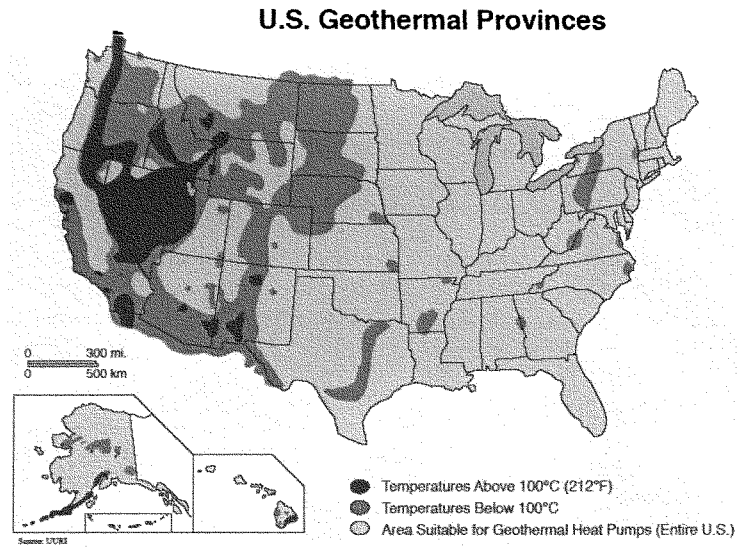 U.S. Geothermal Provinces
0 300 mi.
0 500 km
Temperatures Above 100°C (212°F)
Temperatures Below 100°C
Area Suitable for Geothermal Heat Pumps (Entire U.S.)
Source: UURI